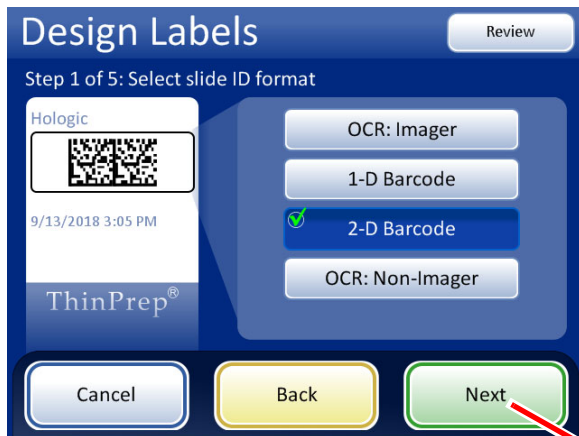 Design Labels
Review
Step 1 of 5: Select slide ID format
Hologic
9/13/2018 3:05 PM
ThinPrep®
OCR: Imager
1-D Barcode
2-D Barcode
OCR: Non-Imager
Cancel
Back
Next